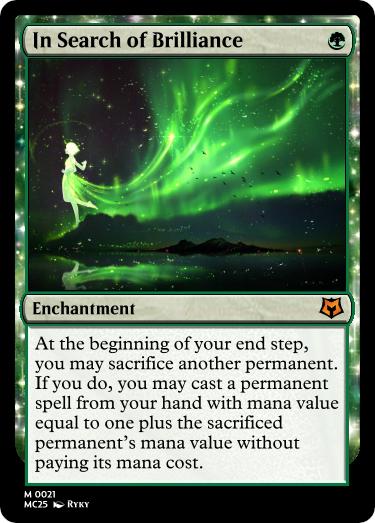 In Search of Brilliance
Enchantment
At the beginning of your end step,
you may sacrifice another permanent.
If you do, you may cast a permanent
spell from your hand with mana value
equal to one plus the sacrificed
permanent's mana value without
paying its mana cost.
M 0021
MC25 Ryky